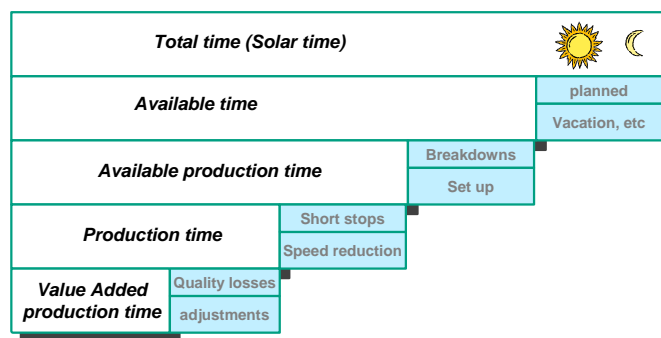 Total time (Solar time)
Available time
planned
Vacation, etc
Available production time
Breakdowns
Set up
Production time
Short stops
Speed reduction
Value Added
production time
Quality losses
adjustments